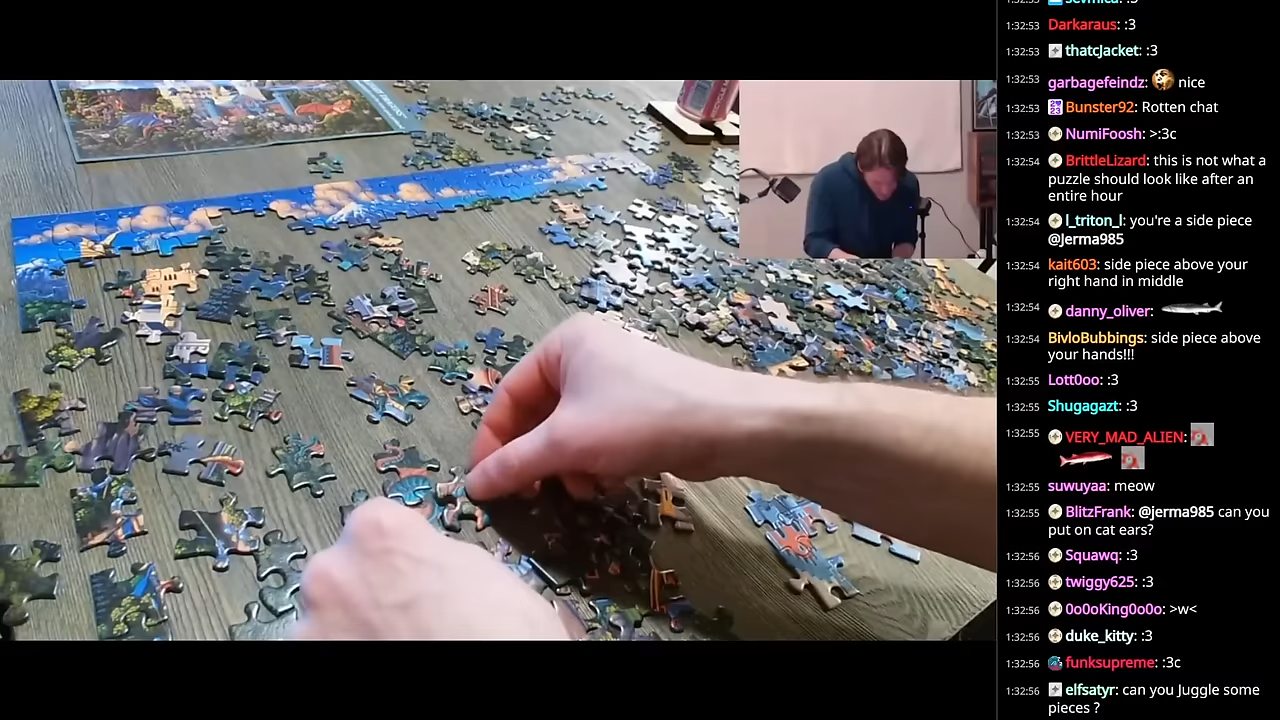 1:32:53 sevmica: :3
1:32:53 Darkaraus: :3
1:32:53 thatcJacket: :3
1:32:53 garbagefeindz: nice
1:32:53 Bunster92: Rotten chat
1:32:53 NumiFoosh: >:3c
1:32:54 BrittleLizard: this is not what a
puzzle should look like after an
entire hour
1:32:54 l_triton_l: you're a side piece
@Jerma985
1:32:54 kait603: side piece above your
right hand in middle
1:32:54 danny_oliver:
BivloBubbings: side piece above
your hands!!!
1:32:55 Lott0oo: :3
Shugagazt: :3
1:32:55 VERY_MAD_ALIEN:
1:32:55 suwuyaa: meow
1:32:55 BlitzFrank: @jerma985 can you
put on cat ears?
1:32:56 Squawq: :3
1:32:56 twiggy625: :3
1:32:56 0o0oKing0o0o: >w<
1:32:56 duke_kitty: :3
1:32:56 funksupreme: :3c
1:32:56 elfsatyr: can you Juggle some
pieces ?